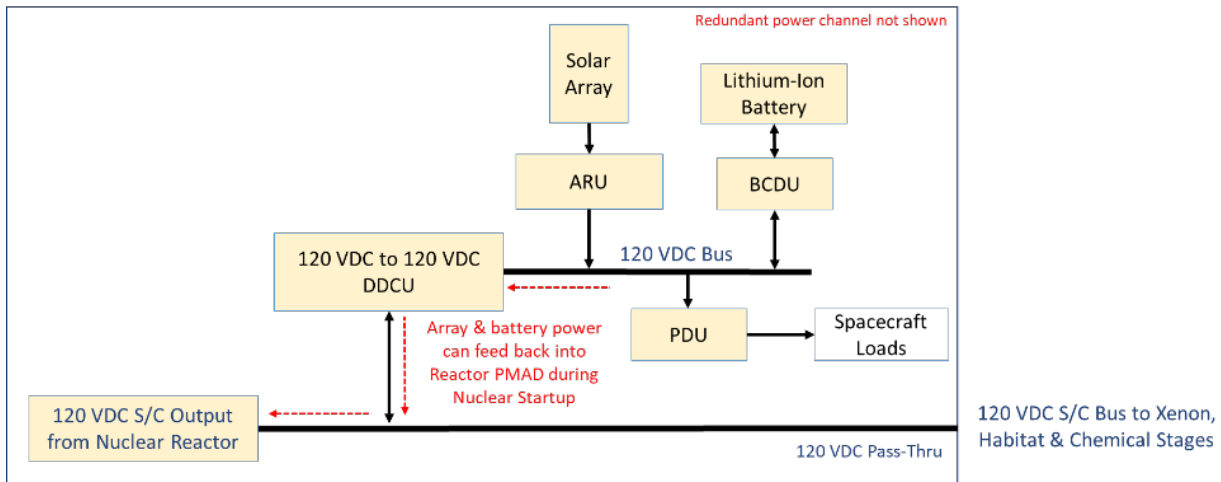 Redundant power channel not shown
Solar
Array
Lithium-Ion
Battery
ARU
BCDU
120 VDC to 120 VDC
DDCU
120 VDC Bus
Array & battery power
can feed back into
Reactor PMAD during
Nuclear Startup
PDU
Spacecraft
Loads
120 VDC S/C Output
from Nuclear Reactor
120 VDC S/C Bus to Xenon,
Habitat & Chemical Stages
120 VDC Pass-Thru